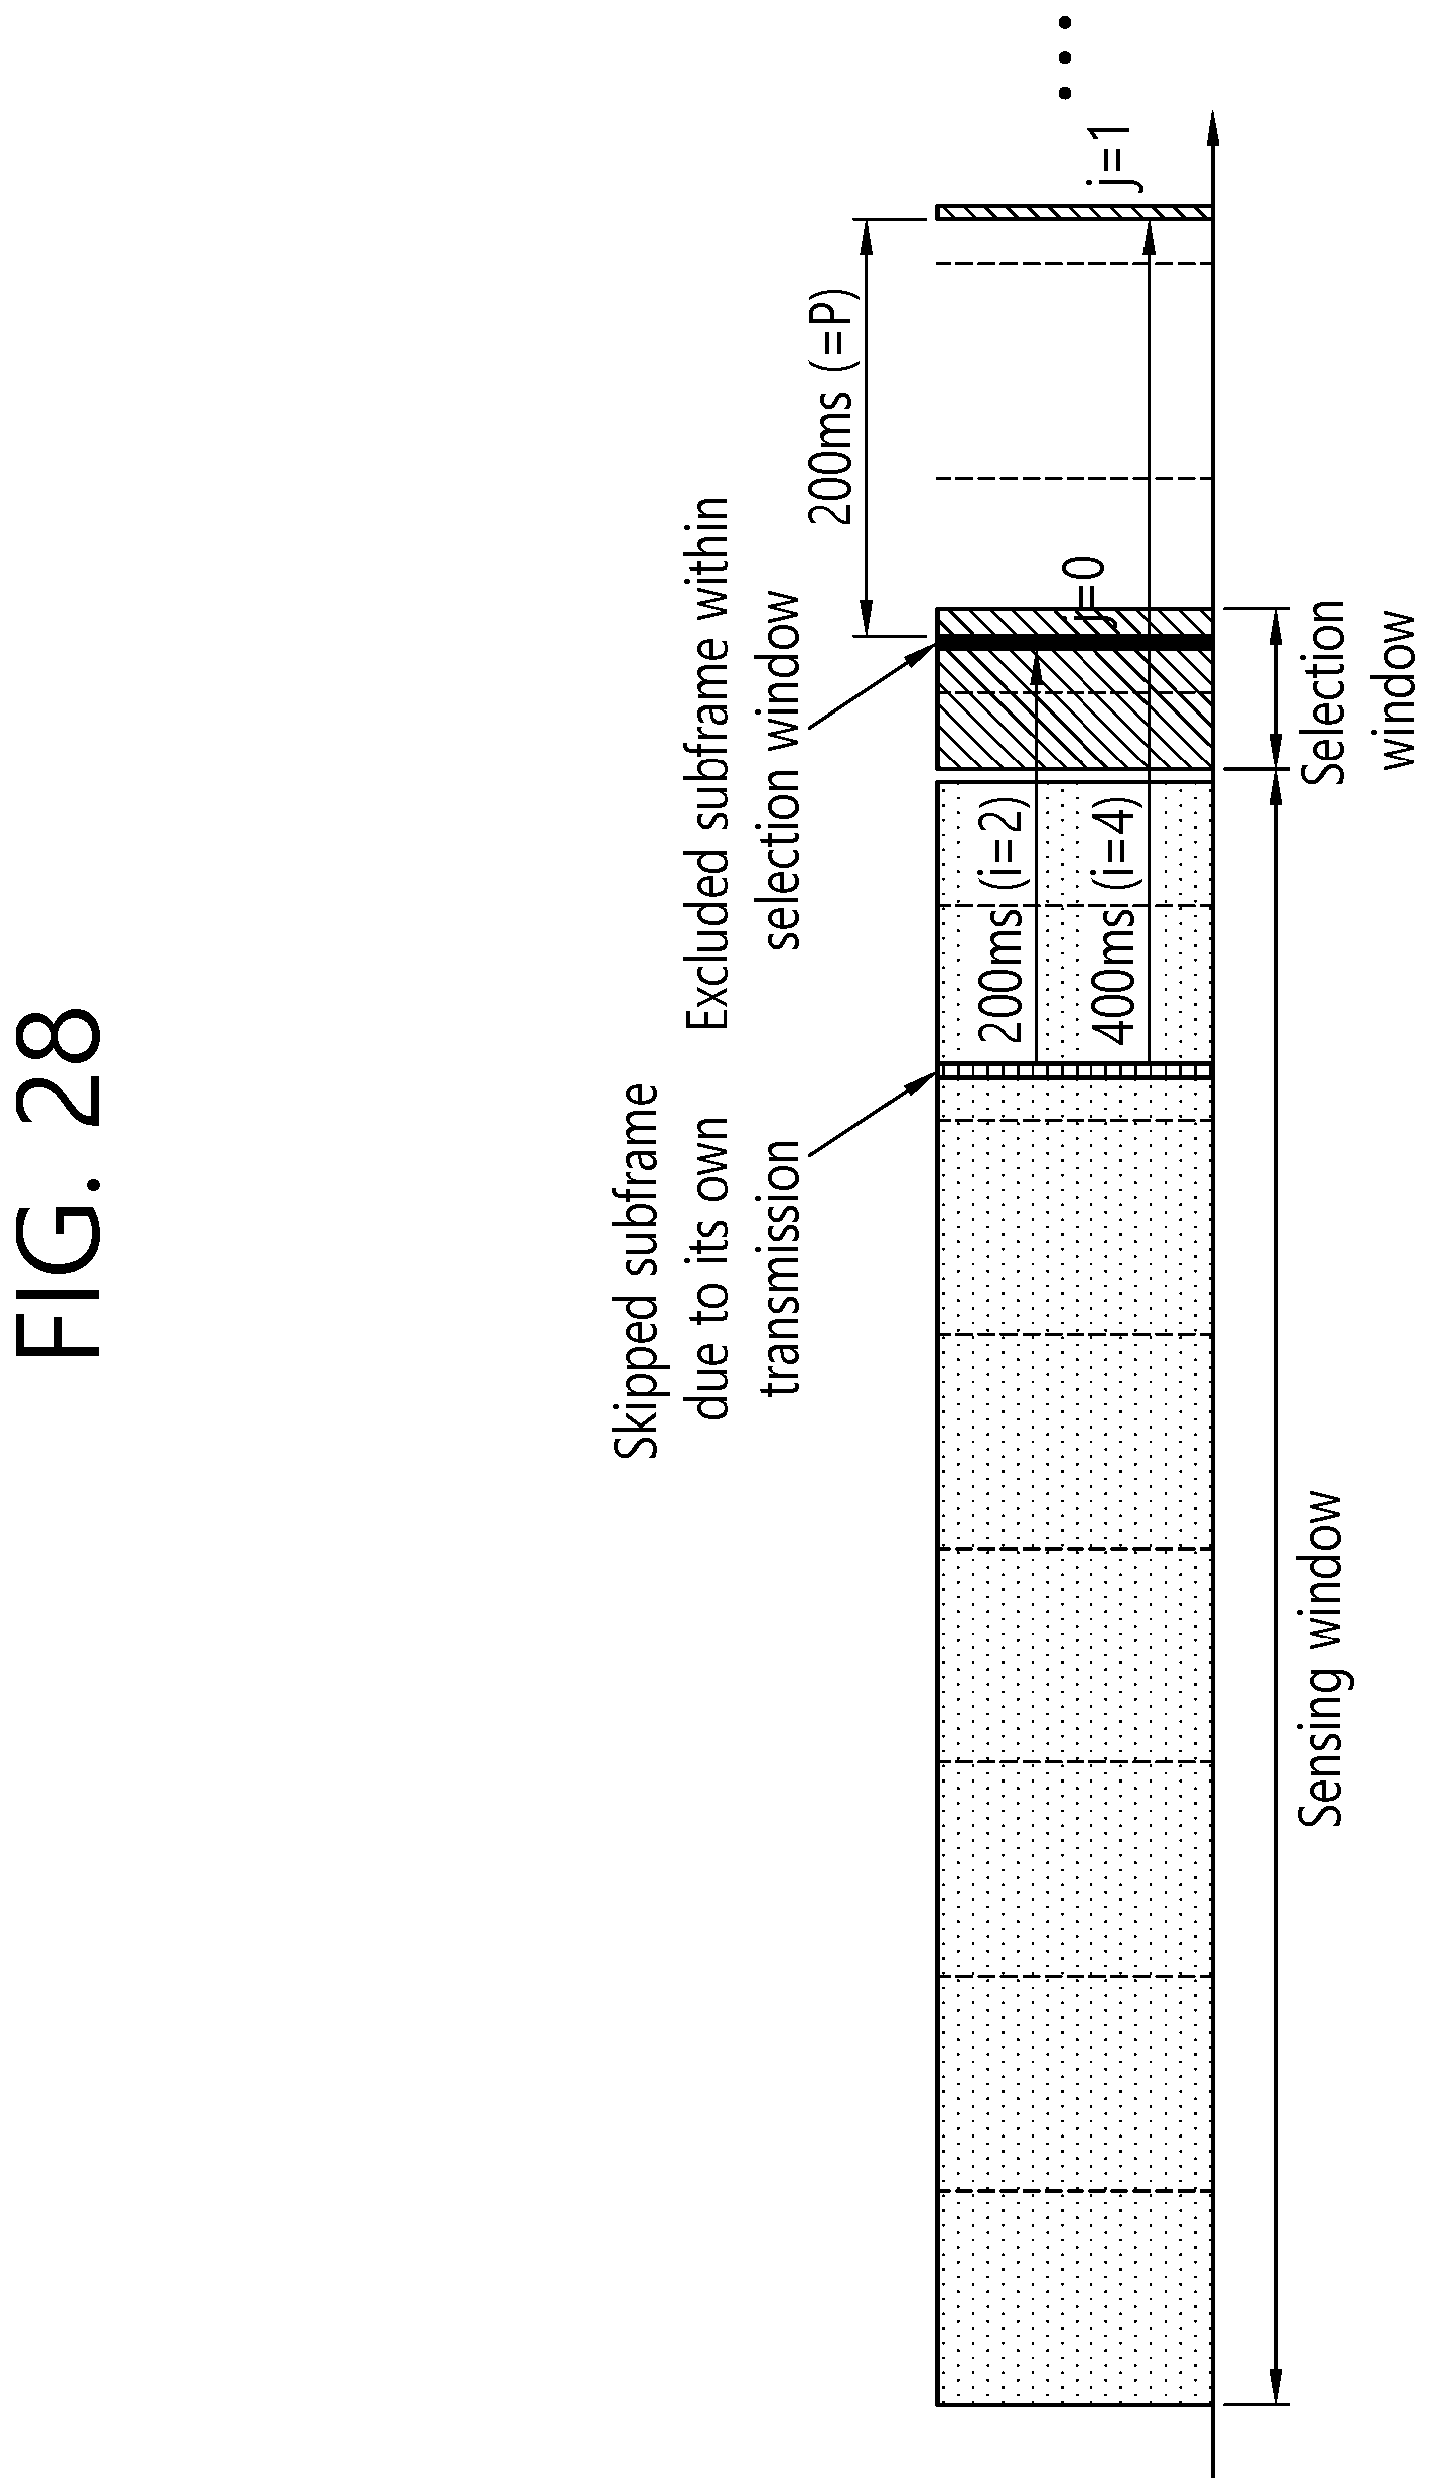 FIG. 28
Skipped subframe
due to its own
transmission
Excluded subframe within
selection window
200ms (=P)
200ms (i=2)
400ms (i=4)
j=0
j=1
Sensing window
Selection
window